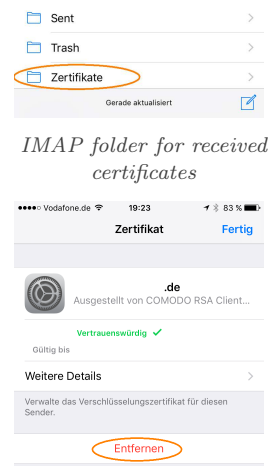 Sent
Trash
Zertifikate
Gerade aktualisiert
IMAP folder for received
certificates
Vodafone.de 19:23 83 %
Zertifikat Fertig
.de
Ausgestellt von COMODO RSA Client...
Vertrauenswürdig
Gültig bis
Weitere Details
Verwalte das Verschlüsselungszertifikat für diesen
Sender.
Entfernen